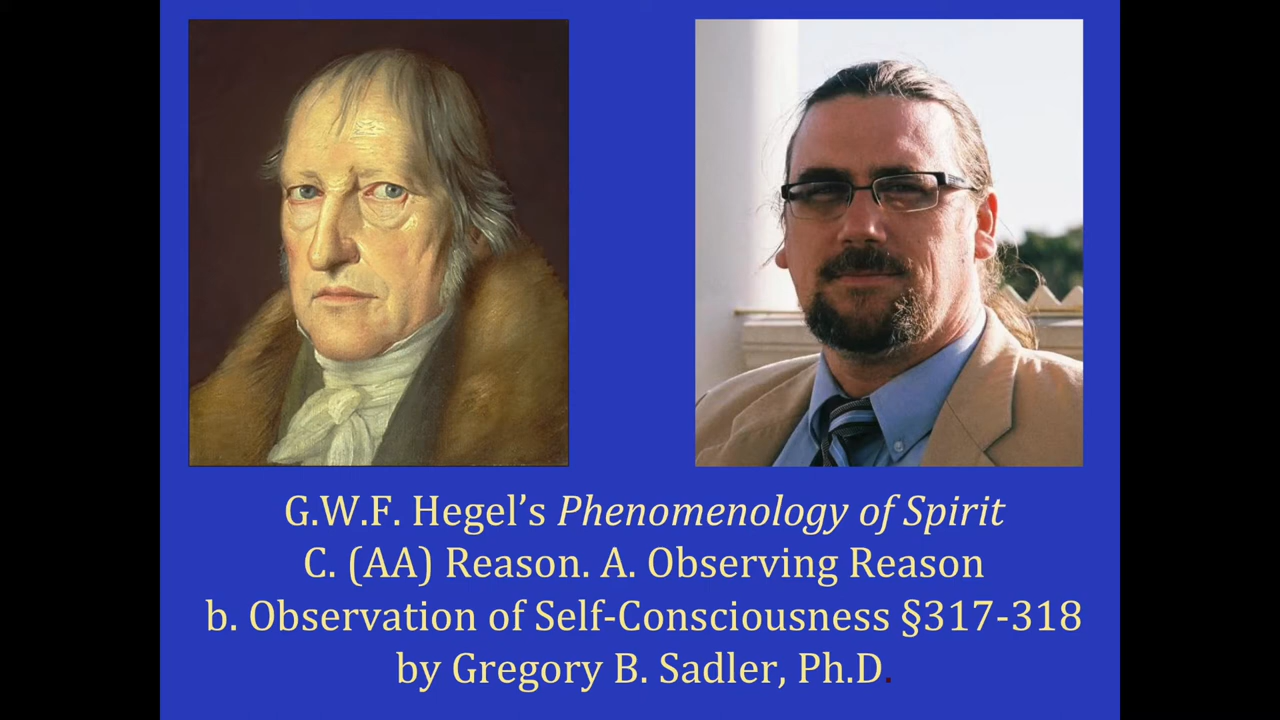 G.W.F. Hegel’s Phenomenology of Spirit
C. (AA) Reason. A. Observing Reason
b. Observation of Self-Consciousness §317-318
by Gregory B. Sadler, Ph.D.